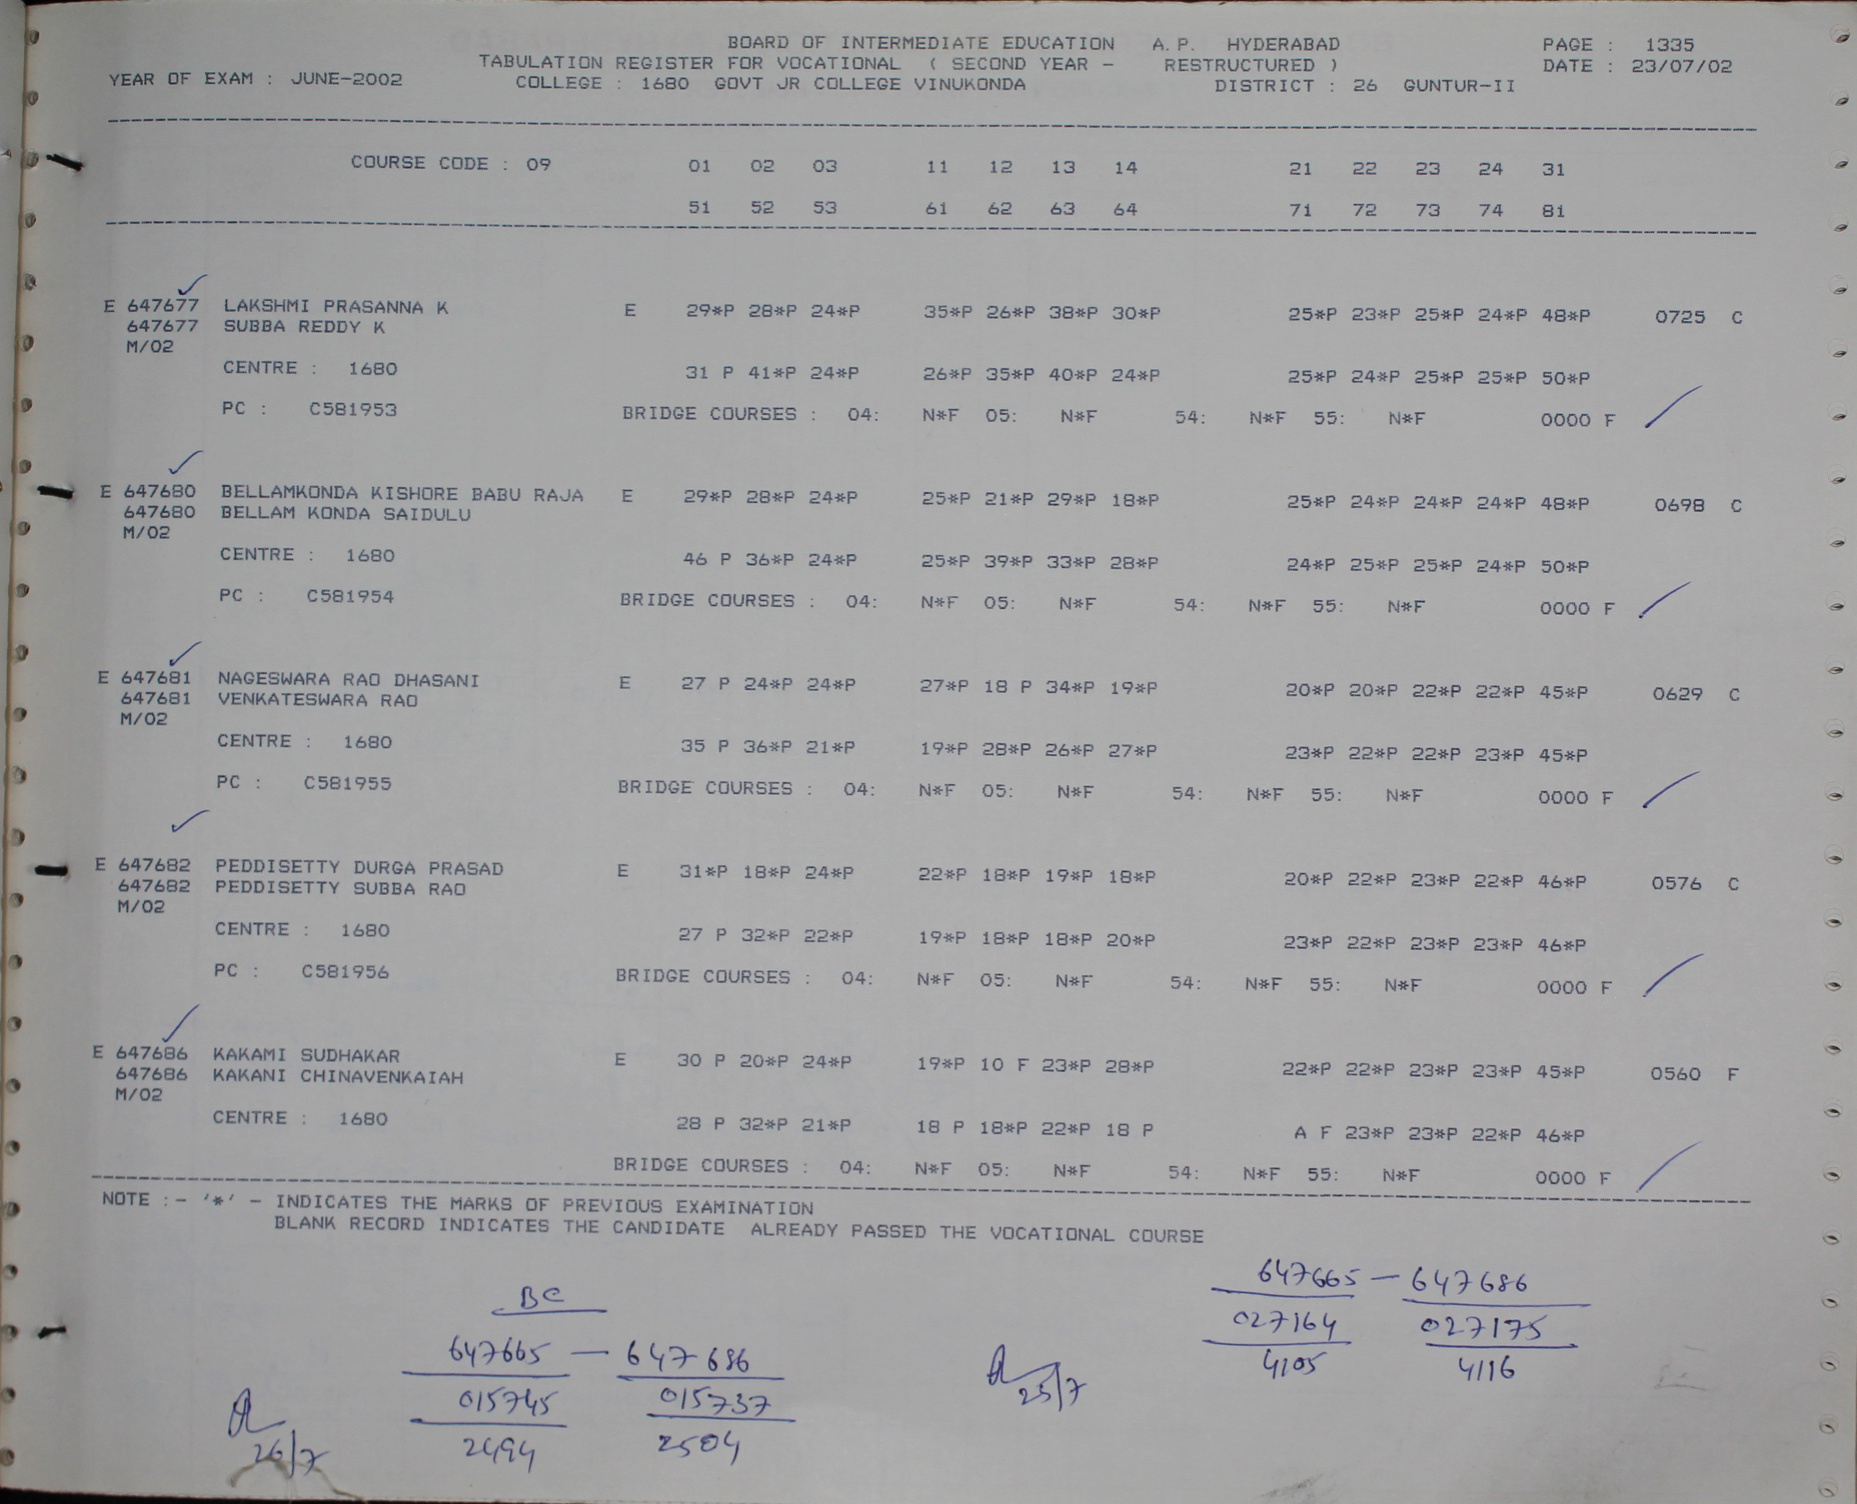 BOARD OF INTERMEDIATE EDUCATION A.P. HYDERABAD PAGE : 1335
TABULATION REGISTER FOR VOCATIONAL ( SECOND YEAR - RESTRUCTURED ) DATE : 23/07/02
YEAR OF EXAM : JUNE-2002 COLLEGE : 1680 GOVT JR COLLEGE VINUKONDA DISTRICT : 26 GUNTUR-II
COURSE CODE : 09 01 02 03 11 12 13 14 21 22 23 24 31
51 52 53 61 62 63 64 71 72 73 74 81
E 647677 LAKSHMI PRASANNA K E 29*P 28*P 24*P 35*P 26*P 38*P 30*P 25*P 23*P 25*P 24*P 48*P 0725 C
647677 SUBBA REDDY K
M/02
CENTRE : 1680 31 P 41*P 24*P 26*P 35*P 40*P 24*P 25*P 24*P 25*P 25*P 50*P
PC : C581953 BRIDGE COURSES : 04: N*F 05: N*F 54: N*F 55: N*F 0000 F
E 647680 BELLAMKONDA KISHORE BABU RAJA E 29*P 28*P 24*P 25*P 21*P 29*P 18*P 25*P 24*P 24*P 24*P 48*P 0698 C
647680 BELLAM KONDA SAIDULU
M/02
CENTRE : 1680 46 P 36*P 24*P 25*P 39*P 33*P 28*P 24*P 25*P 25*P 24*P 50*P
PC : C581954 BRIDGE COURSES : 04: N*F 05: N*F 54: N*F 55: N*F 0000 F
E 647681 NAGESWARA RAO DHASANI E 27 P 24*P 24*P 27*P 18 P 34*P 19*P 20*P 20*P 22*P 22*P 45*P 0629 C
647681 VENKATESWARA RAO
M/02
CENTRE : 1680 35 P 36*P 21*P 19*P 28*P 26*P 27*P 23*P 22*P 22*P 23*P 45*P
PC : C581955 BRIDGE COURSES : 04: N*F 05: N*F 54: N*F 55: N*F 0000 F
E 647682 PEDDISETTY DURGA PRASAD E 31*P 18*P 24*P 22*P 18*P 19*P 18*P 20*P 22*P 23*P 22*P 46*P 0576 C
647682 PEDDISETTY SUBBA RAO
M/02
CENTRE : 1680 27 P 32*P 22*P 19*P 18*P 18*P 20*P 23*P 22*P 23*P 23*P 46*P
PC : C581956 BRIDGE COURSES : 04: N*F 05: N*F 54: N*F 55: N*F 0000 F
E 647686 KAKAMI SUDHAKAR E 30 P 20*P 24*P 19*P 10 F 23*P 28*P 22*P 22*P 23*P 23*P 45*P 0560 F
647686 KAKANI CHINAVENKAIAH
M/02
CENTRE : 1680 28 P 32*P 21*P 18 P 18*P 22*P 18 P A F 23*P 23*P 22*P 46*P
BRIDGE COURSES : 04: N*F 05: N*F 54: N*F 55: N*F 0000 F
NOTE :- '*' - INDICATES THE MARKS OF PREVIOUS EXAMINATION
BLANK RECORD INDICATES THE CANDIDATE ALREADY PASSED THE VOCATIONAL COURSE
647665 — 647686
027164 027175
4105 4116
25/7
BC
647665 — 647686
015745 015737
2494 2504
26/7